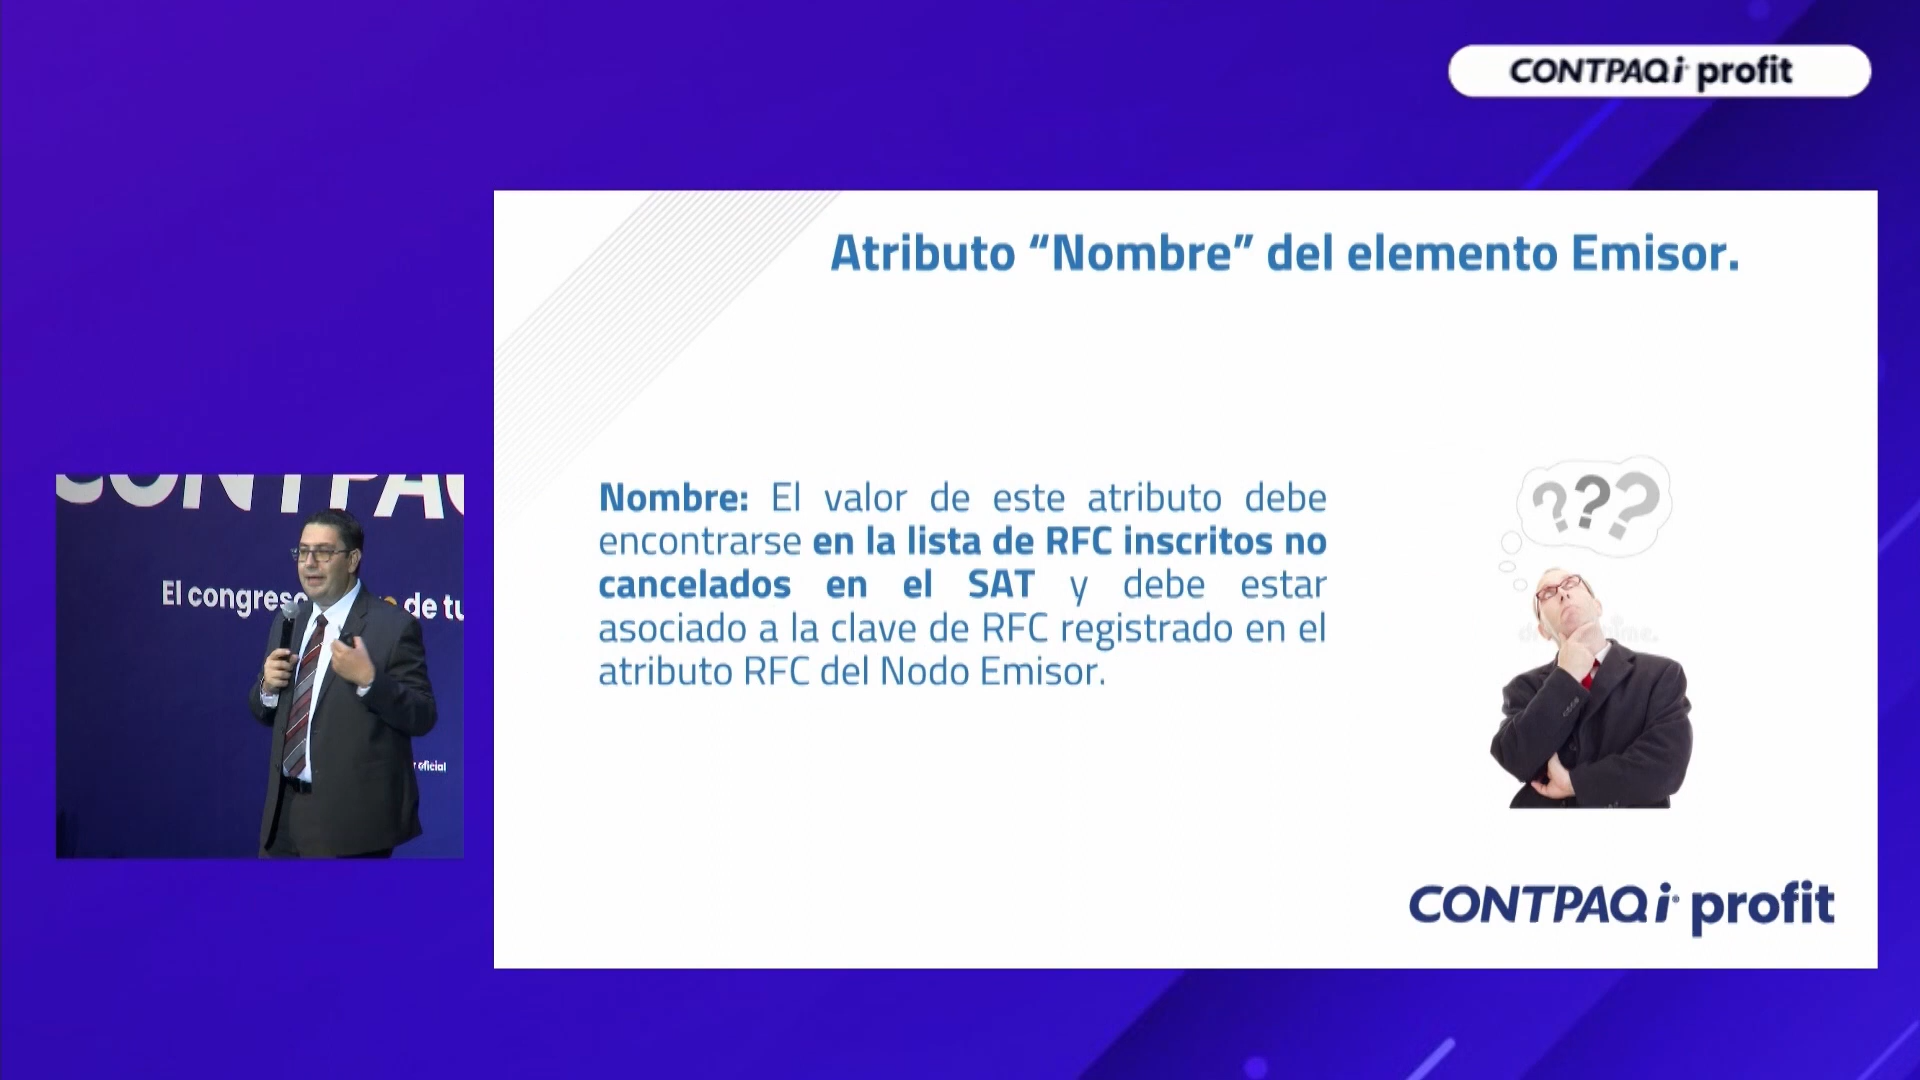 CONTPAQi profit
Atributo “Nombre” del elemento Emisor.
Nombre: El valor de este atributo debe
encontrarse en la lista de RFC inscritos no
cancelados en el SAT y debe estar
asociado a la clave de RFC registrado en el
atributo RFC del Nodo Emisor.
???
CONTPAQi profit
CONTPAQ
El congreso de tu
oficial